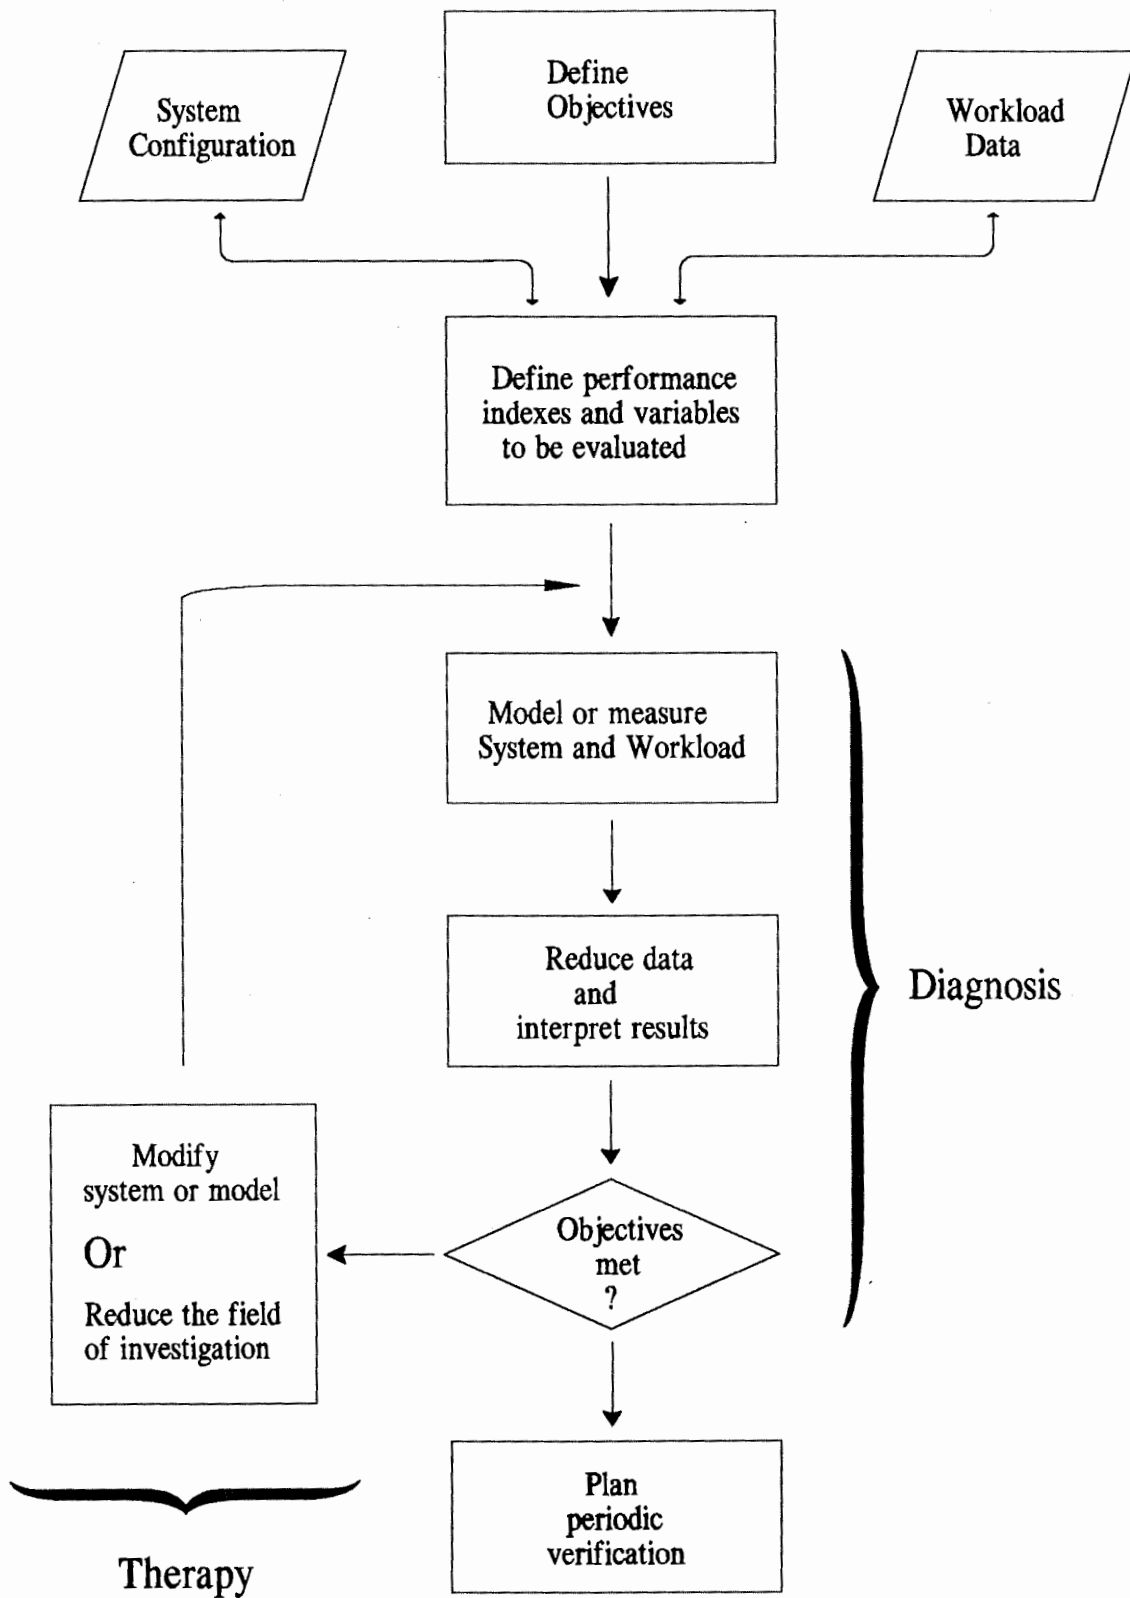 Define
Objectives
System
Configuration
Workload
Data
Define performance
indexes and variables
to be evaluated
Model or measure
System and Workload
Reduce data
and
interpret results
Diagnosis
Modify
system or model
Or
Reduce the field
of investigation
Objectives
met
?
Plan
periodic
verification
Therapy